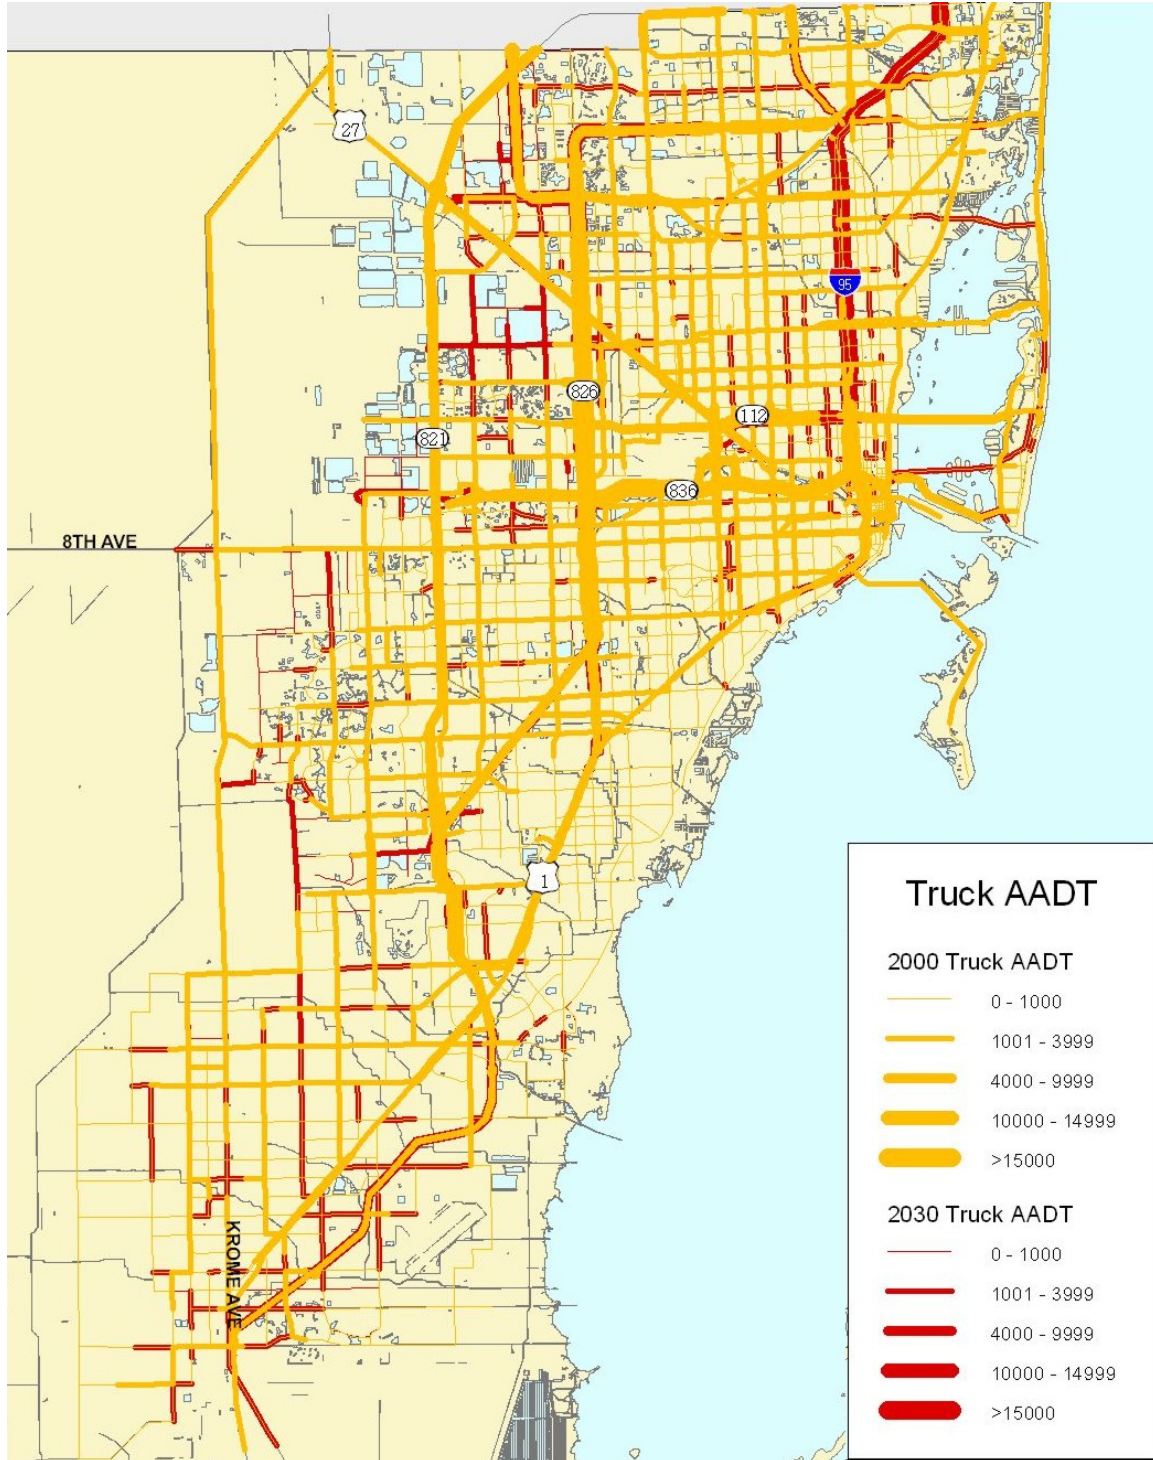 27
95
826
112
821
836
8TH AVE
1
KROME AVE
Truck AADT
2000 Truck AADT
0 - 1000
1001 - 3999
4000 - 9999
10000 - 14999
>15000
2030 Truck AADT
0 - 1000
1001 - 3999
4000 - 9999
10000 - 14999
>15000